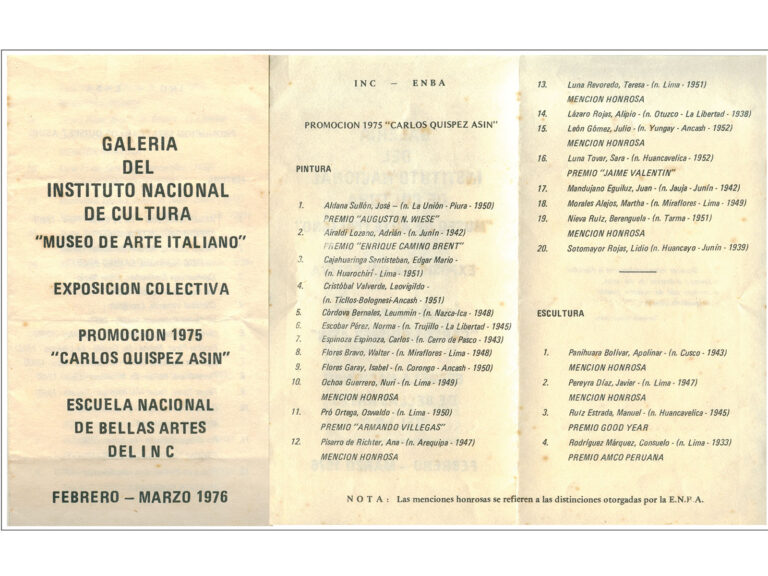 GALERIA
DEL
INSTITUTO NACIONAL
DE CULTURA
"MUSEO DE ARTE ITALIANO"
EXPOSICION COLECTIVA
PROMOCION 1975
"CARLOS QUISPEZ ASIN"
ESCUELA NACIONAL
DE BELLAS ARTES
DEL I N C
FEBRERO – MARZO 1976
INC – ENBA
PROMOCION 1975 "CARLOS QUISPEZ ASIN"
PINTURA
1. Aldana Sullón, José – (n. La Unión - Piura - 1950)
PREMIO "AUGUSTO N. WIESE"
2. Airaldi Lozano, Adrián - (n. Junín - 1942)
PREMIO "ENRIQUE CAMINO BRENT"
3. Cajahuaringa Santisteban, Edgar Mario -
(n. Huarochirí - Lima - 1951)
4. Cristóbal Valverde, Leovigildo -
(n. Ticllos-Bolognesi-Ancash - 1951)
5. Córdova Bernales, Leummin - (n. Nazca-Ica - 1948)
6. Escobar Pérez, Norma - (n. Trujillo - La Libertad - 1945)
7. Espinoza Espinoza, Carlos - (n. Cerro de Pasco - 1943)
8. Flores Bravo, Walter - (n. Miraflores - Lima - 1948)
9. Flores Garay, Isabel - (n. Corongo - Ancash - 1950)
10. Ochoa Guerrero, Nuri - (n. Lima - 1949)
MENCION HONROSA
11. Pró Ortega, Oswaldo - (n. Lima - 1950)
PREMIO "ARMANDO VILLEGAS"
12. Piserro de Richter, Ana - (n. Arequipa - 1947)
MENCION HONROSA
13. Luna Revoredo, Teresa - (n. Lima - 1951)
MENCION HONROSA
14. Lázaro Rojas, Alipio - (n. Otuzco - La Libertad - 1938)
15. León Gómez, Julio - (n. Yungay - Ancash - 1952)
MENCION HONROSA
16. Luna Tovar, Sara - (n. Huancavelica - 1952)
PREMIO "JAIME VALENTIN"
17. Mandujano Eguiluz, Juan - (n. Jauja - Junín - 1942)
18. Morales Alejos, Martha - (n. Miraflores - Lima - 1949)
19. Nieva Ruíz, Berenguela - (n. Tarma - 1951)
MENCION HONROSA
20. Sotomayor Rojas, Lidio (n. Huancayo - Junín - 1939)
ESCULTURA
1. Panihuara Bolívar, Apolinar - (n. Cusco - 1943)
MENCION HONROSA
2. Pereyra Díaz, Javier - (n. Lima - 1947)
MENCION HONROSA
3. Ruíz Estrada, Manuel - (n. Huancavelica - 1945)
PREMIO GOOD YEAR
4. Rodríguez Márquez, Consuelo - (n. Lima - 1933)
PREMIO AMCO PERUANA
NOTA: Las menciones honrosas se refieren a las distinciones otorgadas por la E.N.F.A.